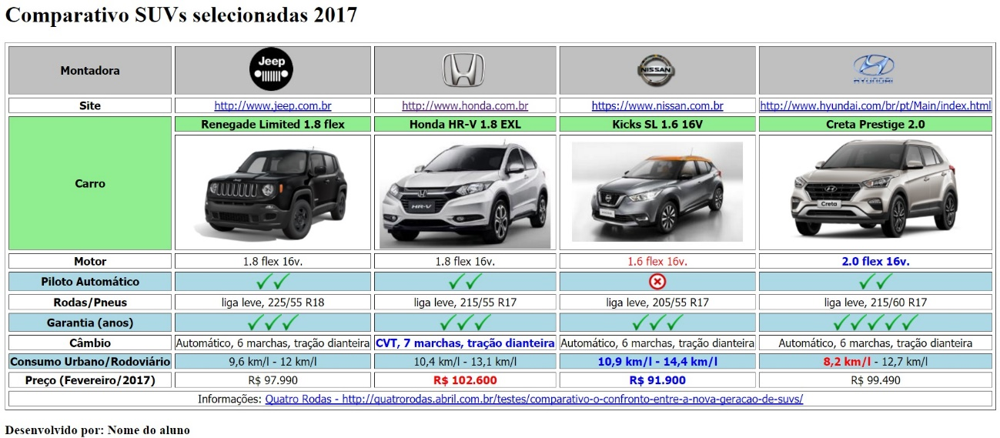 Comparativo SUVs selecionadas 2017
Montadora Jeep NISSAN HYUNDAI
Site http://www.jeep.com.br http://www.honda.com.br https://www.nissan.com.br http://www.hyundai.com/br/pt/Main/index.html
Renegade Limited 1.8 flex Honda HR-V 1.8 EXL Kicks SL 1.6 16V Creta Prestige 2.0
Carro
HR-V Creta
Motor 1.8 flex 16v. 1.8 flex 16v. 1.6 flex 16v. 2.0 flex 16v.
Piloto Automático
Rodas/Pneus liga leve, 225/55 R18 liga leve, 215/55 R17 liga leve, 205/55 R17 liga leve, 215/60 R17
Garantia (anos)
Câmbio Automático, 6 marchas, tração dianteira CVT, 7 marchas, tração dianteira Automático, 6 marchas, tração dianteira Automático, 6 marchas, tração dianteira
Consumo Urbano/Rodoviário 9,6 km/l - 12 km/l 10,4 km/l - 13,1 km/l 10,9 km/l - 14,4 km/l 8,2 km/l - 12,7 km/l
Preço (Fevereiro/2017) R$ 97.990 R$ 102.600 R$ 91.900 R$ 99.490
Informações: Quatro Rodas - http://quatrorodas.abril.com.br/testes/comparativo-o-confronto-entre-a-nova-geracao-de-suvs/
Desenvolvido por: Nome do aluno